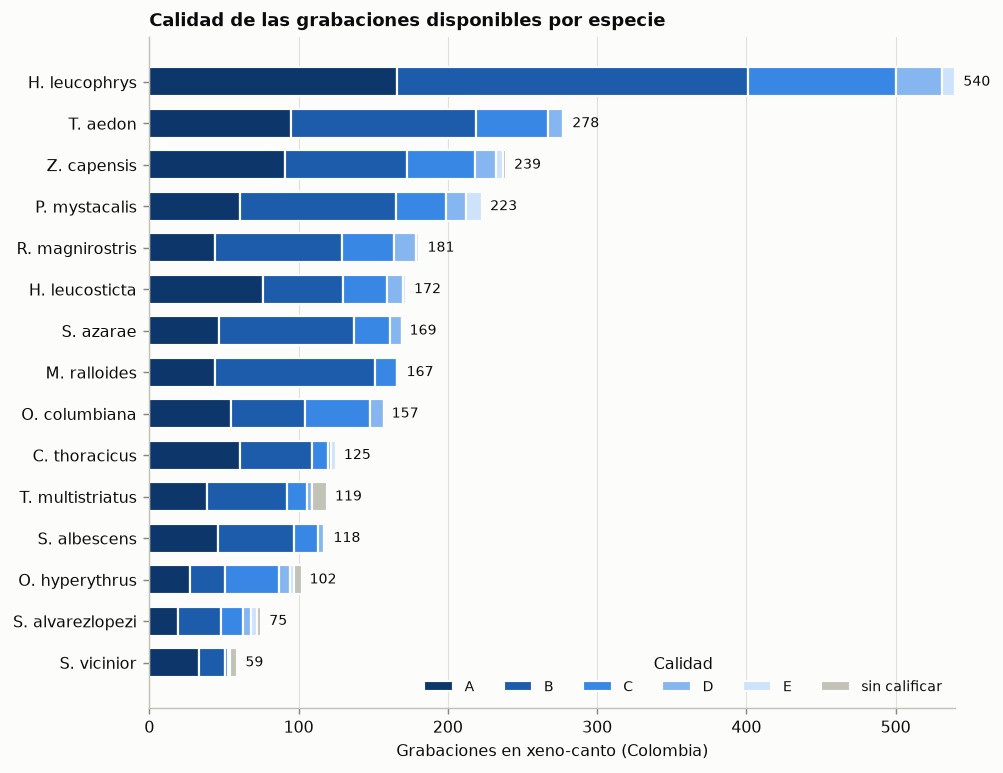 Calidad de las grabaciones disponibles por especie
H. leucophrys 540
T. aedon 278
Z. capensis 239
P. mystacalis 223
R. magnirostris 181
H. leucosticta 172
S. azarae 169
M. ralloides 167
O. columbiana 157
C. thoracicus 125
T. multistriatus 119
S. albescens 118
O. hyperythrus 102
S. alvarezlopezi 75
S. vicinior 59
Calidad
A B C D E sin calificar
0 100 200 300 400 500
Grabaciones en xeno-canto (Colombia)